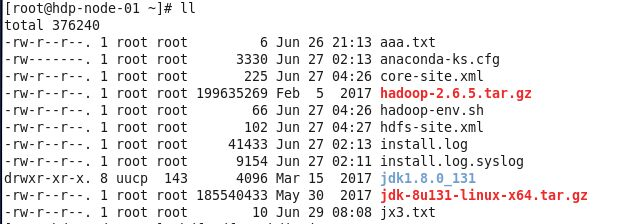 [root@hdp-node-01 ~]# ll
total 376240
-rw-r--r--. 1 root root         6 Jun 26 21:13 aaa.txt
-rw-------. 1 root root      3330 Jun 27 02:13 anaconda-ks.cfg
-rw-r--r--. 1 root root       225 Jun 27 04:26 core-site.xml
-rw-r--r--. 1 root root 199635269 Feb  5  2017 hadoop-2.6.5.tar.gz
-rw-r--r--. 1 root root        66 Jun 27 04:26 hadoop-env.sh
-rw-r--r--. 1 root root       102 Jun 27 04:27 hdfs-site.xml
-rw-r--r--. 1 root root     41433 Jun 27 02:13 install.log
-rw-r--r--. 1 root root      9154 Jun 27 02:11 install.log.syslog
drwxr-xr-x. 8 uucp  143      4096 Mar 15  2017 jdk1.8.0_131
-rw-r--r--. 1 root root 185540433 May 30  2017 jdk-8u131-linux-x64.tar.gz
-rw-r--r--. 1 root root        10 Jun 29 08:08 jx3.txt